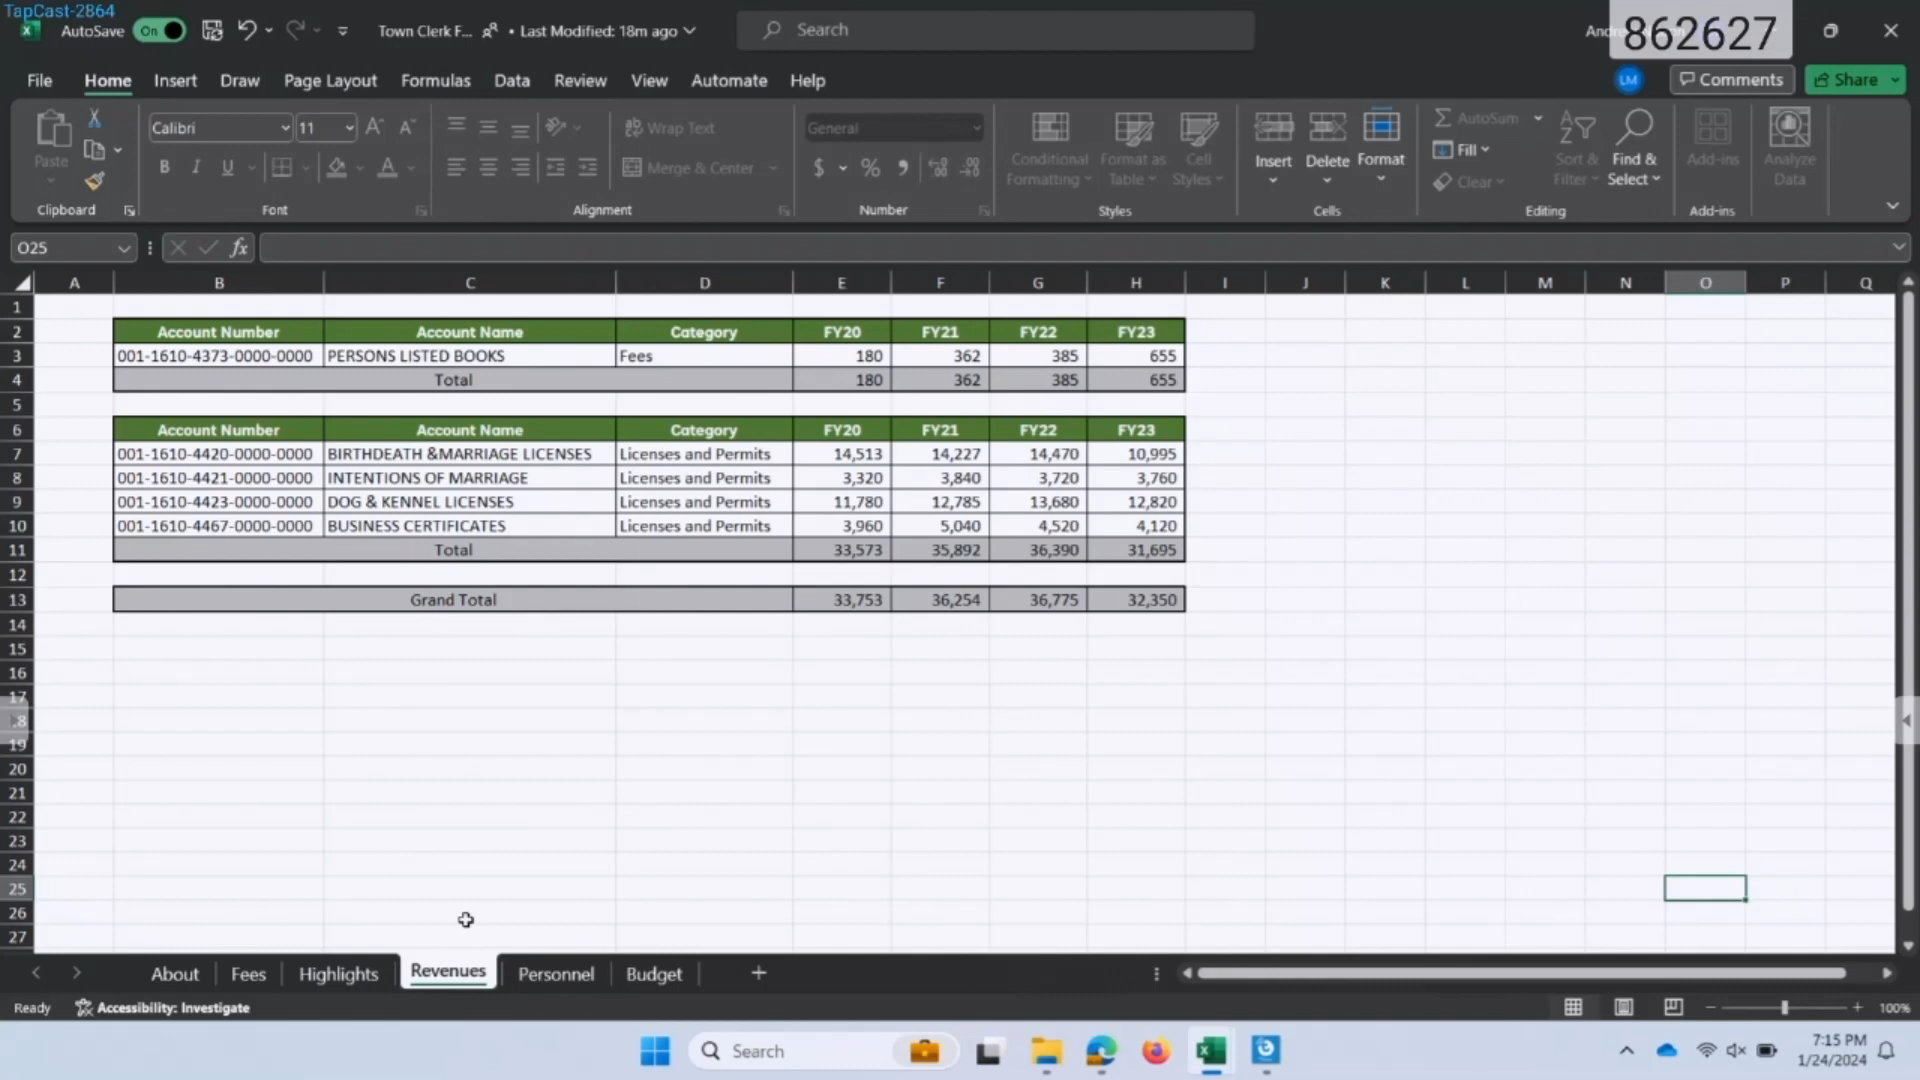 TapCast-2864
AutoSave On Town Clerk F... • Last Modified: 18m ago Search 862627
File Home Insert Draw Page Layout Formulas Data Review View Automate Help LM Comments Share
Paste Calibri 11 Wrap Text General Conditional Formatting Format as Table Cell Styles Insert Delete Format AutoSum Fill Clear Sort & Filter Find & Select Add-ins Analyze Data
B I U Merge & Center $ % 9
Clipboard Font Alignment Number Styles Cells Editing Add-ins
O25 fx
A B C D E F G H I J K L M N O P Q
1
2 Account Number Account Name Category FY20 FY21 FY22 FY23
3 001-1610-4373-0000-0000 PERSONS LISTED BOOKS Fees 180 362 385 655
4 Total 180 362 385 655
5
6 Account Number Account Name Category FY20 FY21 FY22 FY23
7 001-1610-4420-0000-0000 BIRTHDEATH &MARRIAGE LICENSES Licenses and Permits 14,513 14,227 14,470 10,995
8 001-1610-4421-0000-0000 INTENTIONS OF MARRIAGE Licenses and Permits 3,320 3,840 3,720 3,760
9 001-1610-4423-0000-0000 DOG & KENNEL LICENSES Licenses and Permits 11,780 12,785 13,680 12,820
10 001-1610-4467-0000-0000 BUSINESS CERTIFICATES Licenses and Permits 3,960 5,040 4,520 4,120
11 Total 33,573 35,892 36,390 31,695
12
13 Grand Total 33,753 36,254 36,775 32,350
14
15
16
17
18
19
20
21
22
23
24
25
26
27
About Fees Highlights Revenues Personnel Budget +
Ready Accessibility: Investigate 100%
Search 7:15 PM
1/24/2024